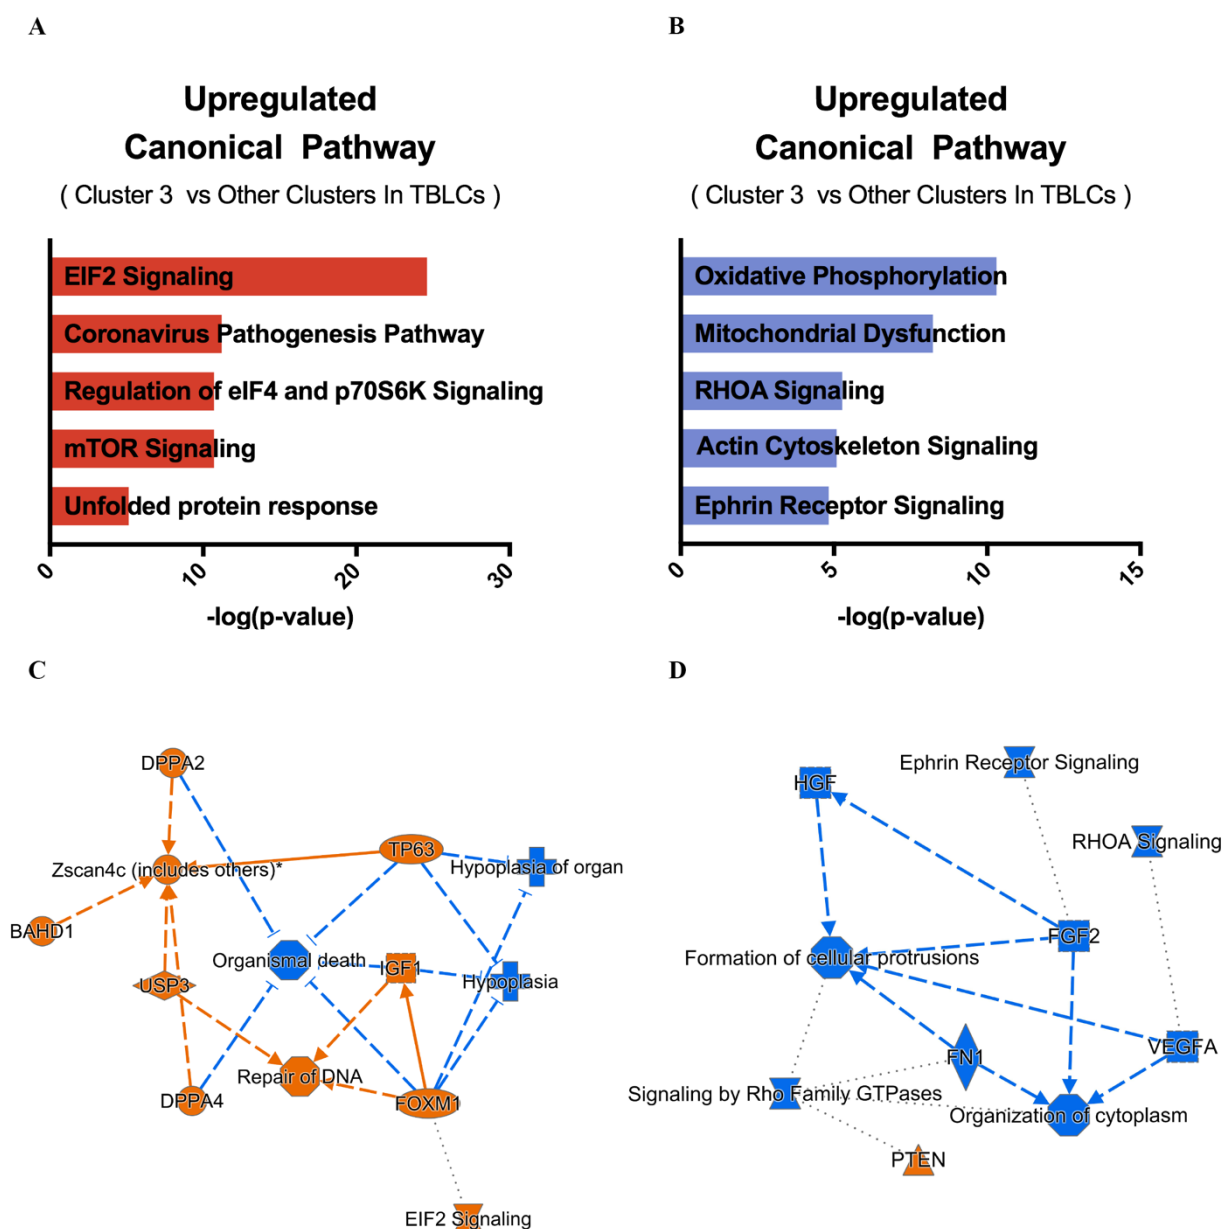 A
Upregulated
Canonical Pathway
( Cluster 3 vs Other Clusters In TBLCs )
EIF2 Signaling
Coronavirus Pathogenesis Pathway
Regulation of eIF4 and p70S6K Signaling
mTOR Signaling
Unfolded protein response
0
10
20
30
-log(p-value)
B
Upregulated
Canonical Pathway
( Cluster 3 vs Other Clusters In TBLCs )
Oxidative Phosphorylation
Mitochondrial Dysfunction
RHOA Signaling
Actin Cytoskeleton Signaling
Ephrin Receptor Signaling
0
5
10
15
-log(p-value)
C
DPPA2
TP63
Zscan4c (includes others)*
Hypoplasia of organ
BAHD1
Organismal death
IGF1
Hypoplasia
USP3
Repair of DNA
DPPA4
FOXM1
EIF2 Signaling
D
Ephrin Receptor Signaling
HGF
RHOA Signaling
FGF2
Formation of cellular protrusions
FN1
VEGFA
Signaling by Rho Family GTPases
Organization of cytoplasm
PTEN